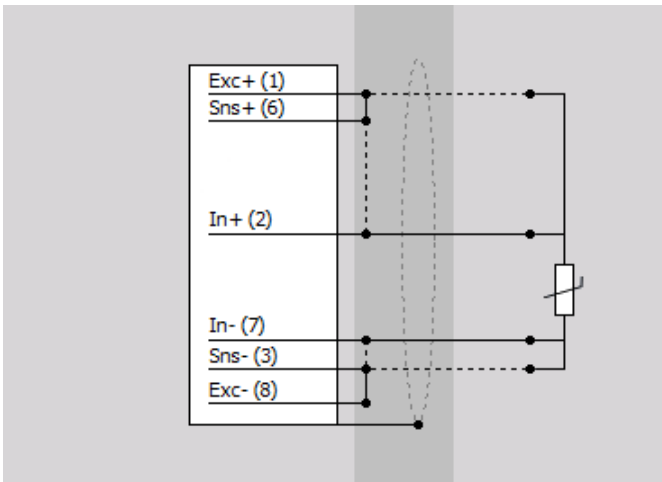 Exc+ (1)
Sns+ (6)
In+ (2)
In- (7)
Sns- (3)
Exc- (8)